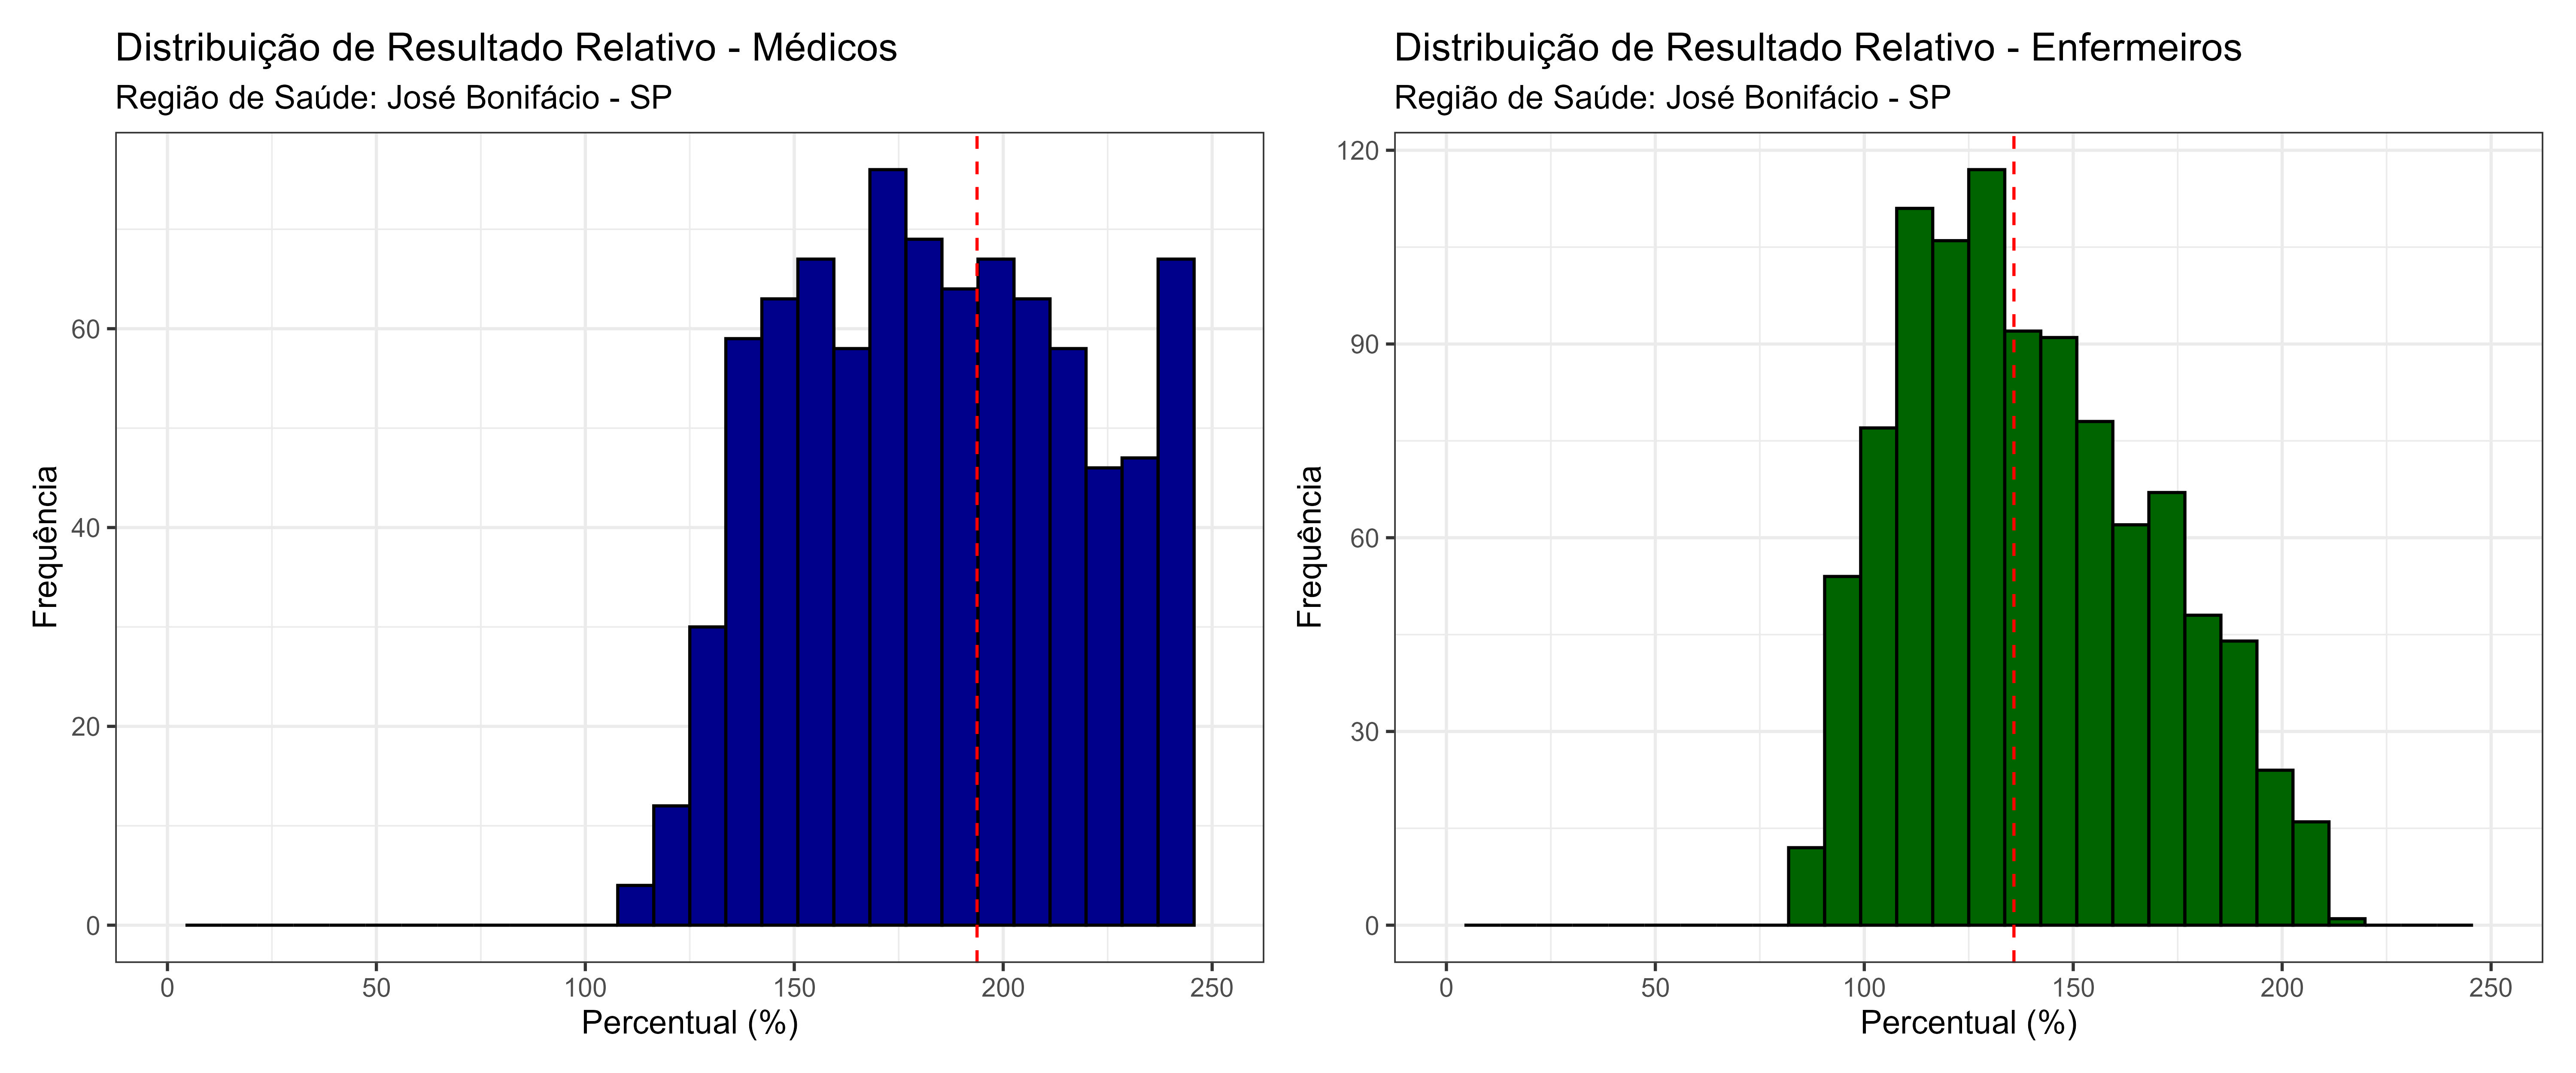 Distribuição de Resultado Relativo - Médicos
Região de Saúde: José Bonifácio - SP
Frequência
60
40
20
0
0 50 100 150 200 250
Percentual (%)
Distribuição de Resultado Relativo - Enfermeiros
Região de Saúde: José Bonifácio - SP
Frequência
120
90
60
30
0
0 50 100 150 200 250
Percentual (%)